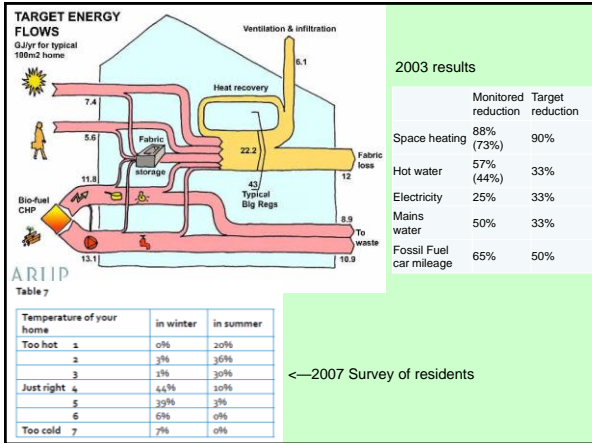 TARGET ENERGY
FLOWS
GJ/yr for typical
100m2 home
Ventilation & infiltration
6.1
Heat recovery
7.4
5.6
Fabric
storage
22.2
Fabric
loss
12
43
Typical
Big Regs
11.8
Bio-fuel
CHP
8.9
To
waste
13.1
10.9
ARUP
Table 7
Temperature of your home in winter in summer
Too hot 1 0% 20%
2 3% 36%
3 1% 30%
Just right 4 44% 10%
5 39% 3%
6 6% 0%
Too cold 7 7% 0%
2003 results
Monitored reduction Target reduction
Space heating 88% (73%) 90%
Hot water 57% (44%) 33%
Electricity 25% 33%
Mains water 50% 33%
Fossil Fuel car mileage 65% 50%
<—2007 Survey of residents